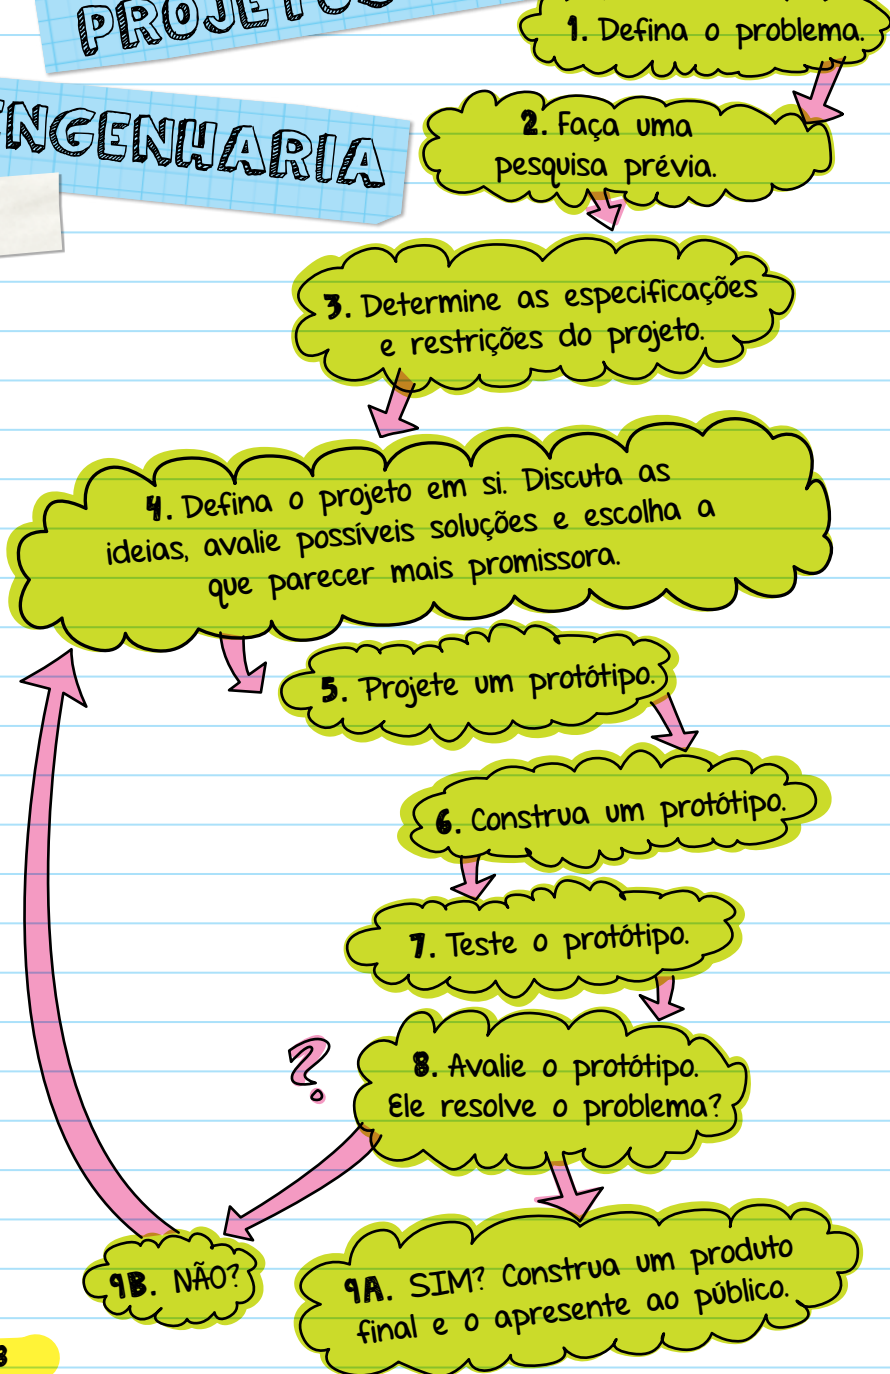 PROJETOS
ENGENHARIA
1. Defina o problema.
2. Faça uma
pesquisa prévia.
3. Determine as especificações
e restrições do projeto.
4. Defina o projeto em si. Discuta as
ideias, avalie possíveis soluções e escolha a
que parecer mais promissora.
5. Projete um protótipo.
6. Construa um protótipo.
7. Teste o protótipo.
?
8. Avalie o protótipo.
Ele resolve o problema?
9B. NÃO?
9A. SIM? Construa um produto
final e o apresente ao público.